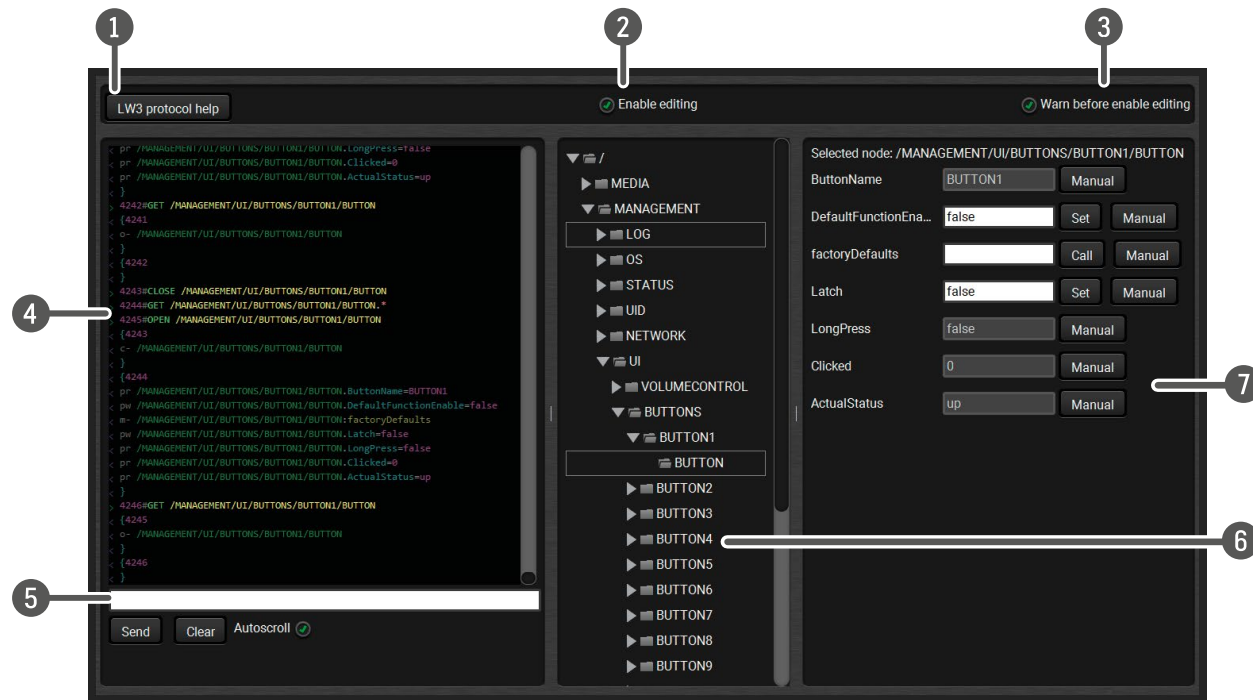 1
2
3
LW3 protocol help
Enable editing
Warn before enable editing
< pr /MANAGEMENT/UI/BUTTONS/BUTTON1/BUTTON.LongPress=false
< pr /MANAGEMENT/UI/BUTTONS/BUTTON1/BUTTON.Clicked=0
< pr /MANAGEMENT/UI/BUTTONS/BUTTON1/BUTTON.ActualStatus=up
< }
> 4242#GET /MANAGEMENT/UI/BUTTONS/BUTTON1/BUTTON
< {4241
< o- /MANAGEMENT/UI/BUTTONS/BUTTON1/BUTTON
< }
< {4242
< }
> 4243#CLOSE /MANAGEMENT/UI/BUTTONS/BUTTON1/BUTTON
> 4244#GET /MANAGEMENT/UI/BUTTONS/BUTTON1/BUTTON.*
> 4245#OPEN /MANAGEMENT/UI/BUTTONS/BUTTON1/BUTTON
< {4243
< c- /MANAGEMENT/UI/BUTTONS/BUTTON1/BUTTON
< }
< {4244
< pr /MANAGEMENT/UI/BUTTONS/BUTTON1/BUTTON.ButtonName=BUTTON1
< pw /MANAGEMENT/UI/BUTTONS/BUTTON1/BUTTON.DefaultFunctionEnable=false
< m- /MANAGEMENT/UI/BUTTONS/BUTTON1/BUTTON:factoryDefaults
< pw /MANAGEMENT/UI/BUTTONS/BUTTON1/BUTTON.Latch=false
< pr /MANAGEMENT/UI/BUTTONS/BUTTON1/BUTTON.LongPress=false
< pr /MANAGEMENT/UI/BUTTONS/BUTTON1/BUTTON.Clicked=0
< pr /MANAGEMENT/UI/BUTTONS/BUTTON1/BUTTON.ActualStatus=up
< }
> 4246#GET /MANAGEMENT/UI/BUTTONS/BUTTON1/BUTTON
< {4245
< o- /MANAGEMENT/UI/BUTTONS/BUTTON1/BUTTON
< }
< {4246
< }
4
5
Send Clear Autoscroll
/
MEDIA
MANAGEMENT
LOG
OS
STATUS
UID
NETWORK
UI
VOLUMECONTROL
BUTTONS
BUTTON1
BUTTON
BUTTON2
BUTTON3
BUTTON4
BUTTON5
BUTTON6
BUTTON7
BUTTON8
BUTTON9
6
Selected node: /MANAGEMENT/UI/BUTTONS/BUTTON1/BUTTON
ButtonName BUTTON1 Manual
DefaultFunctionEna... false Set Manual
factoryDefaults Call Manual
Latch false Set Manual
LongPress false Manual
Clicked 0 Manual
ActualStatus up Manual
7